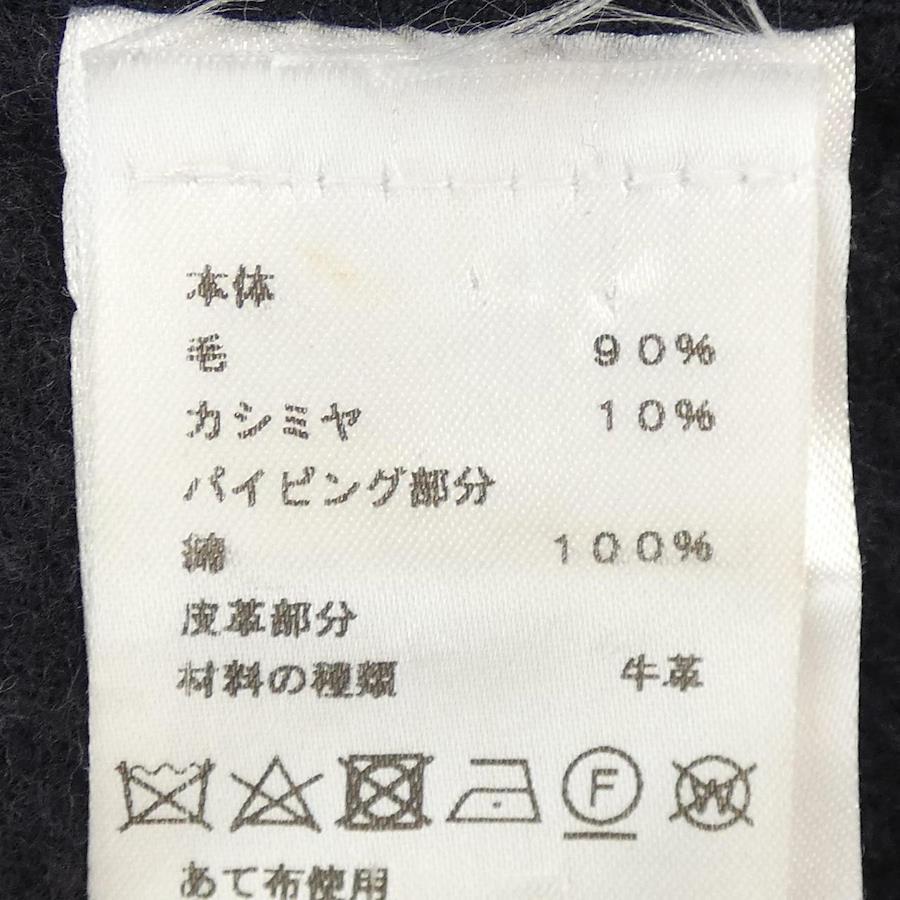 本体
毛 90%
カシミヤ 10%
パイピング部分
綿 100%
皮革部分
材料の種類 牛革
F W
あて布使用